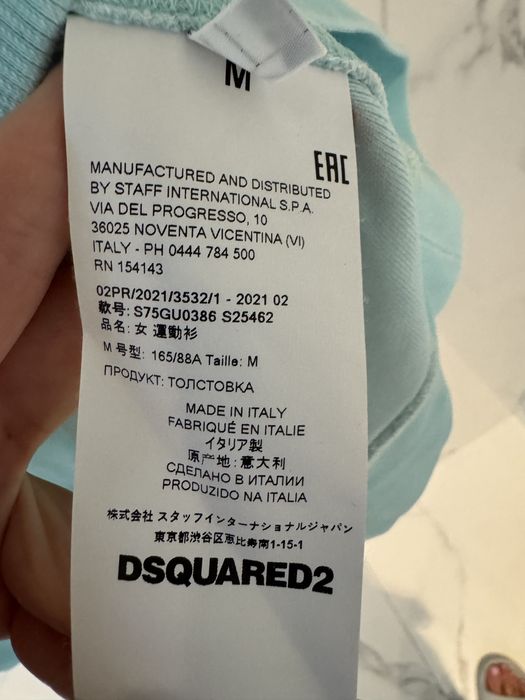 M
EAC
MANUFACTURED AND DISTRIBUTED
BY STAFF INTERNATIONAL S.P.A.
VIA DEL PROGRESSO, 10
36025 NOVENTA VICENTINA (VI)
ITALY - PH 0444 784 500
RN 154143
02PR/2021/3532/1 - 2021 02
款号: S75GU0386 S25462
品名: 女 運動衫
M 号型: 165/88A Taille: M
ПРОДУКТ: ТОЛСТОВКА
MADE IN ITALY
FABRIQUÉ EN ITALIE
イタリア製
原产地: 意大利
СДЕЛАНО В ИТАЛИИ
PRODUZIDO NA ITALIA
株式会社 スタッフインターナショナルジャパン
東京都渋谷区恵比寿南1-15-1
DSQUARED2